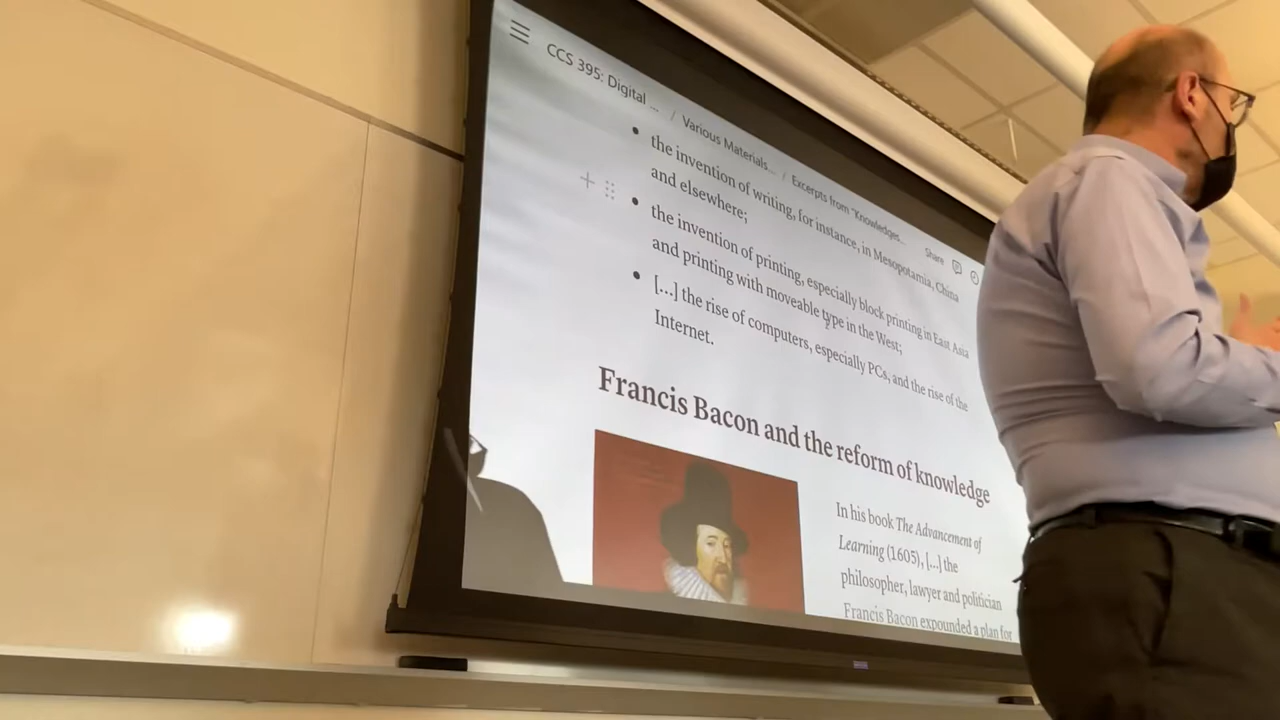 CCS 395: Digital ... / Various Materials... / Excerpts from "Knowledges... Share
the invention of writing, for instance, in Mesopotamia, China
and elsewhere;
the invention of printing, especially block printing in East Asia
and printing with moveable type in the West;
[...] the rise of computers, especially PCs, and the rise of the
Internet.
Francis Bacon and the reform of knowledge
In his book The Advancement of
Learning (1605), [...] the
philosopher, lawyer and politician
Francis Bacon expounded a plan for